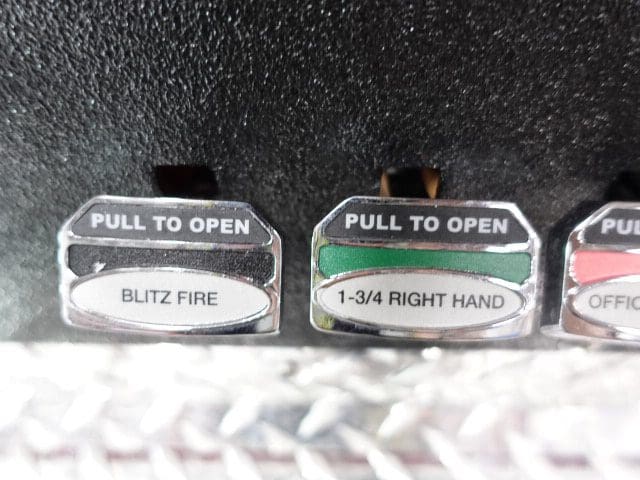 PULL TO OPEN
BLITZ FIRE
PULL TO OPEN
1-3/4 RIGHT HAND